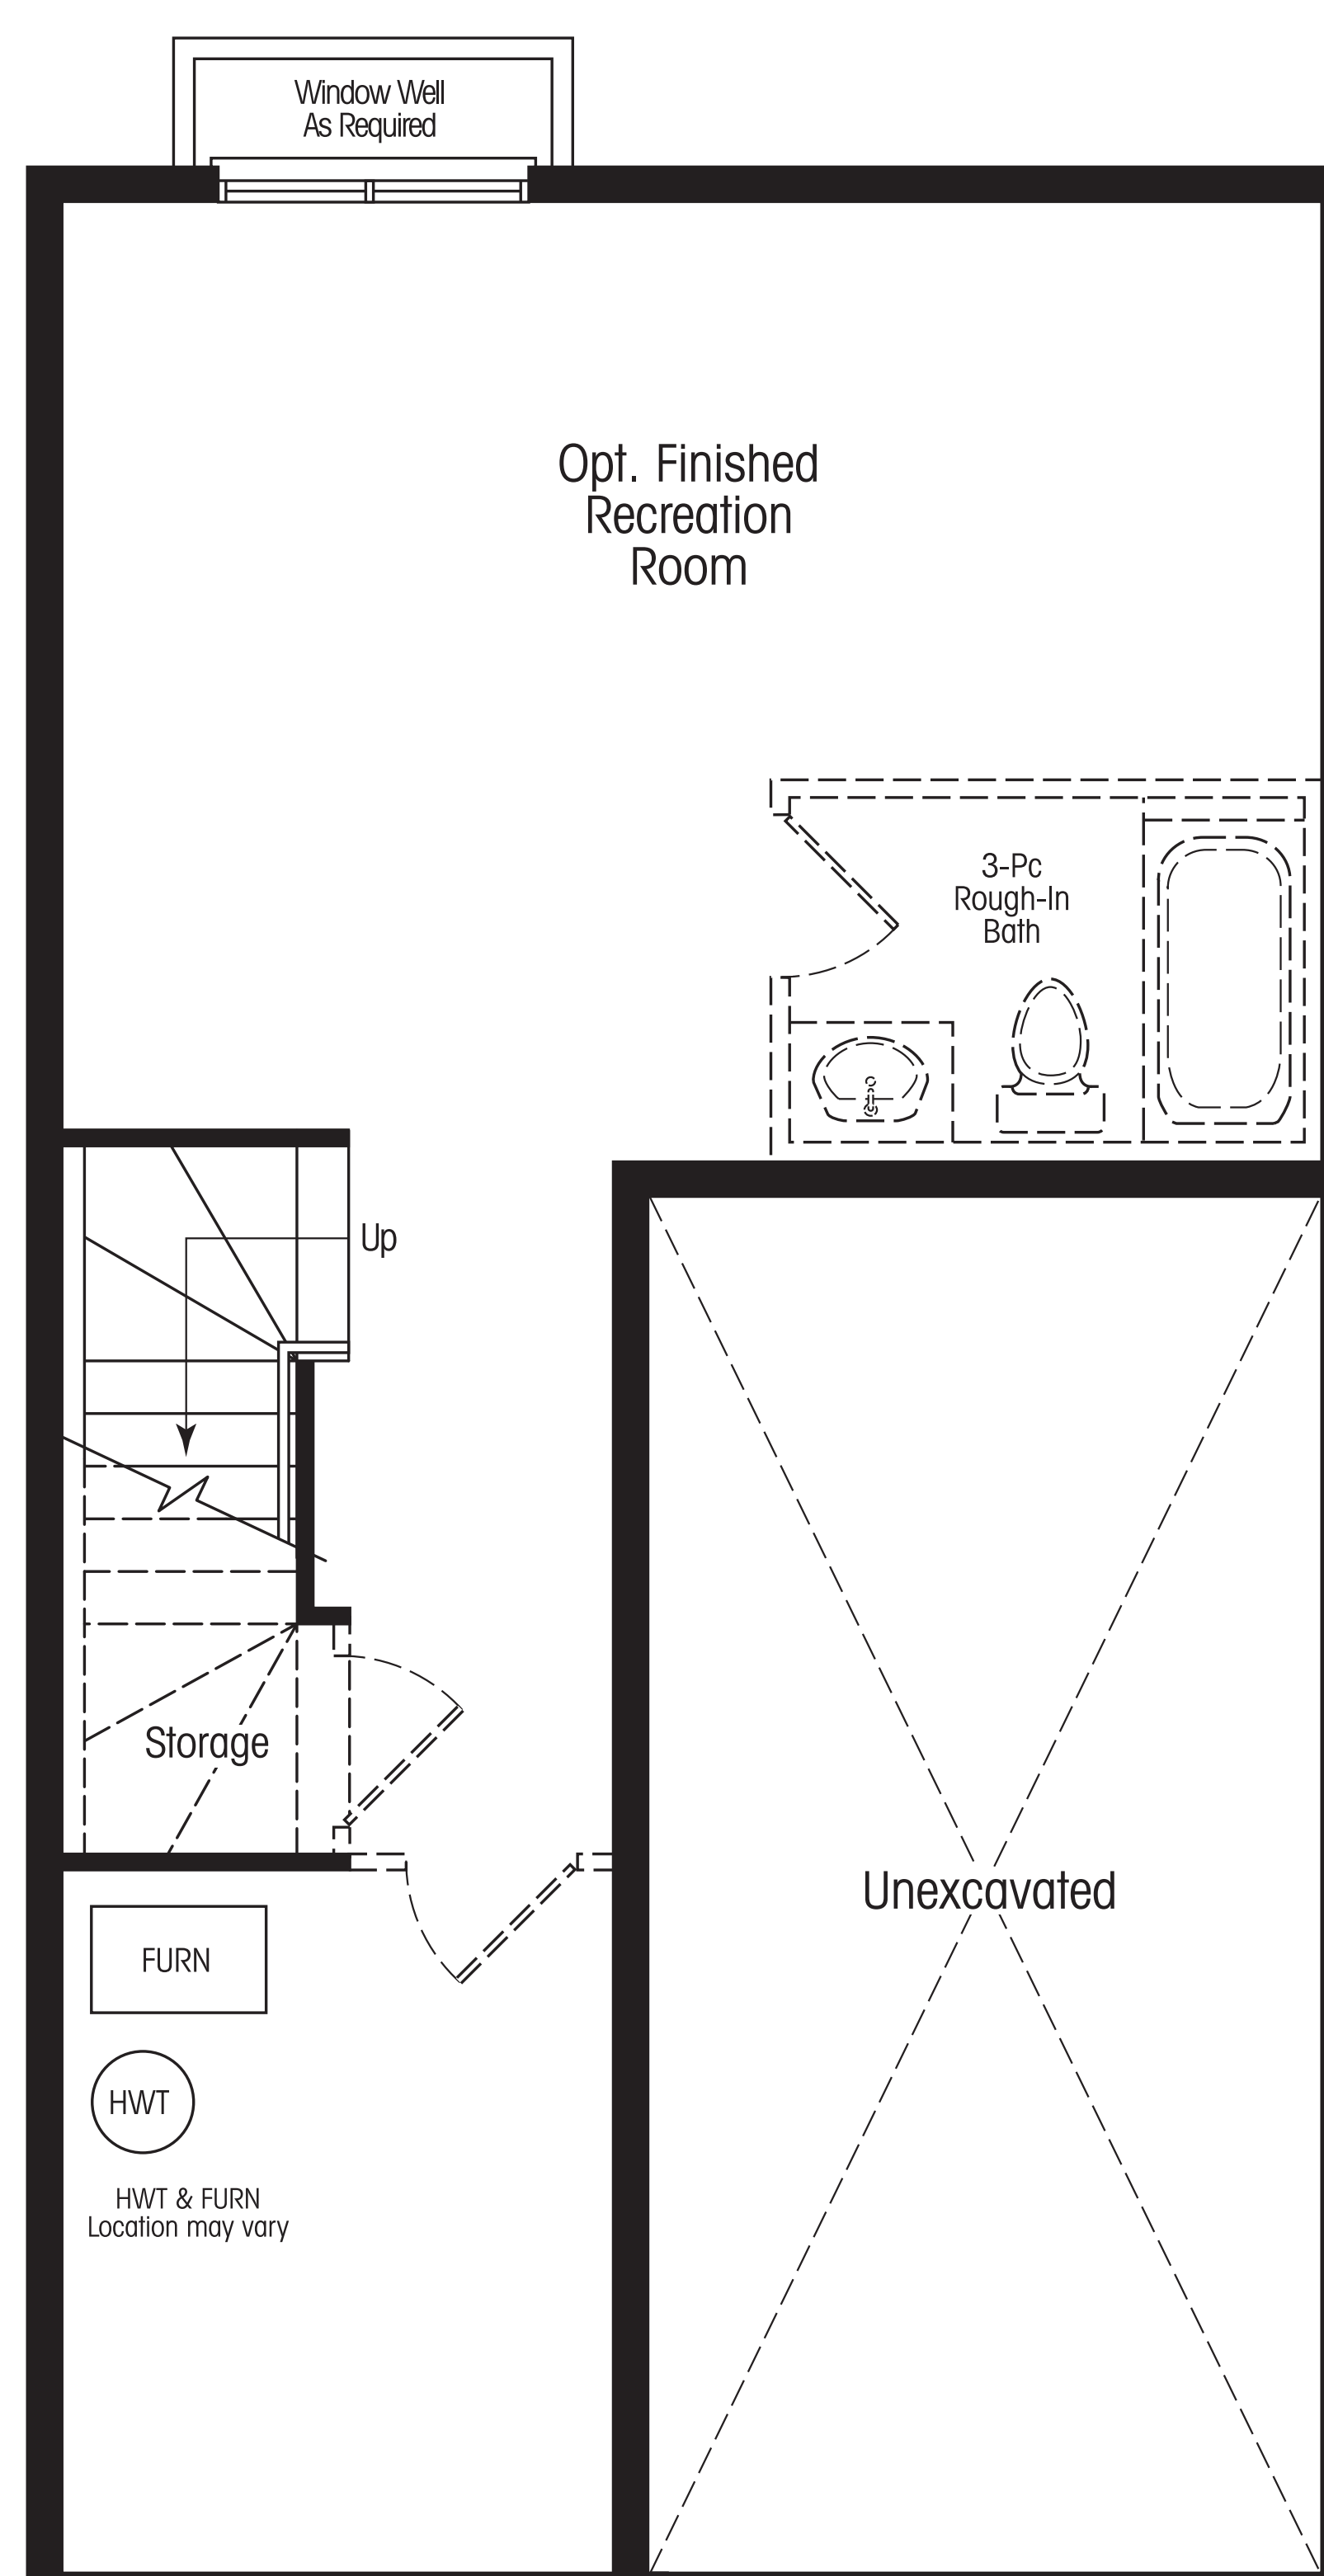 Window Well
As Required
Opt. Finished
Recreation
Room
3-Pc
Rough-In
Bath
Up
Storage
Unexcavated
FURN
HWT
HWT & FURN
Location may vary